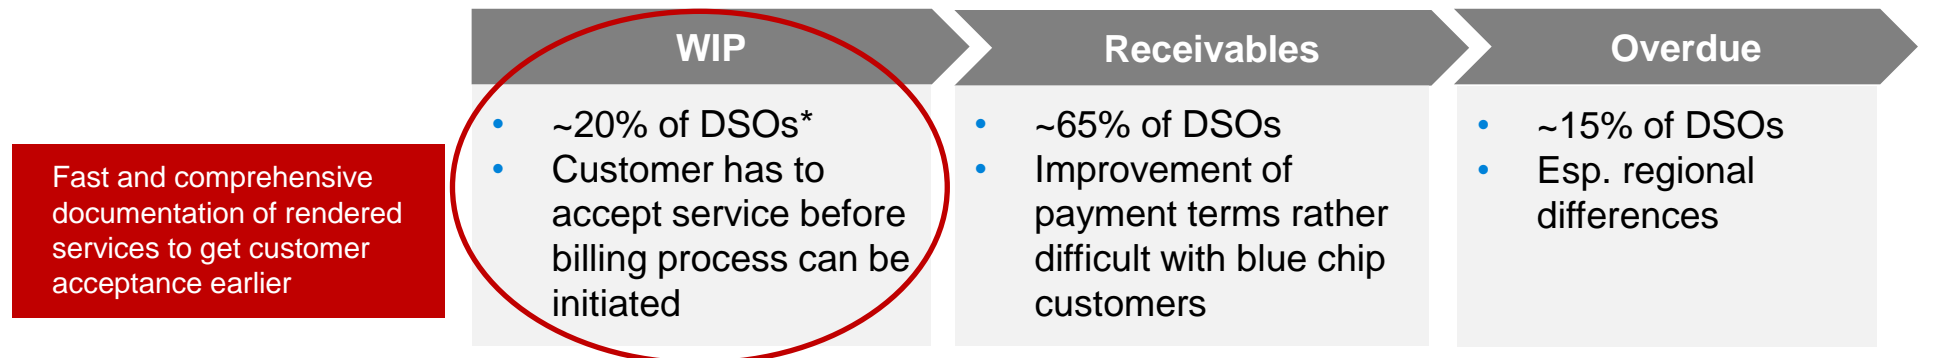 WIP
Receivables
Overdue
Fast and comprehensive
documentation of rendered
services to get customer
acceptance earlier
• ~20% of DSOs*
• Customer has to
accept service before
billing process can be
initiated
• ~65% of DSOs
• Improvement of
payment terms rather
difficult with blue chip
customers
• ~15% of DSOs
• Esp. regional
differences